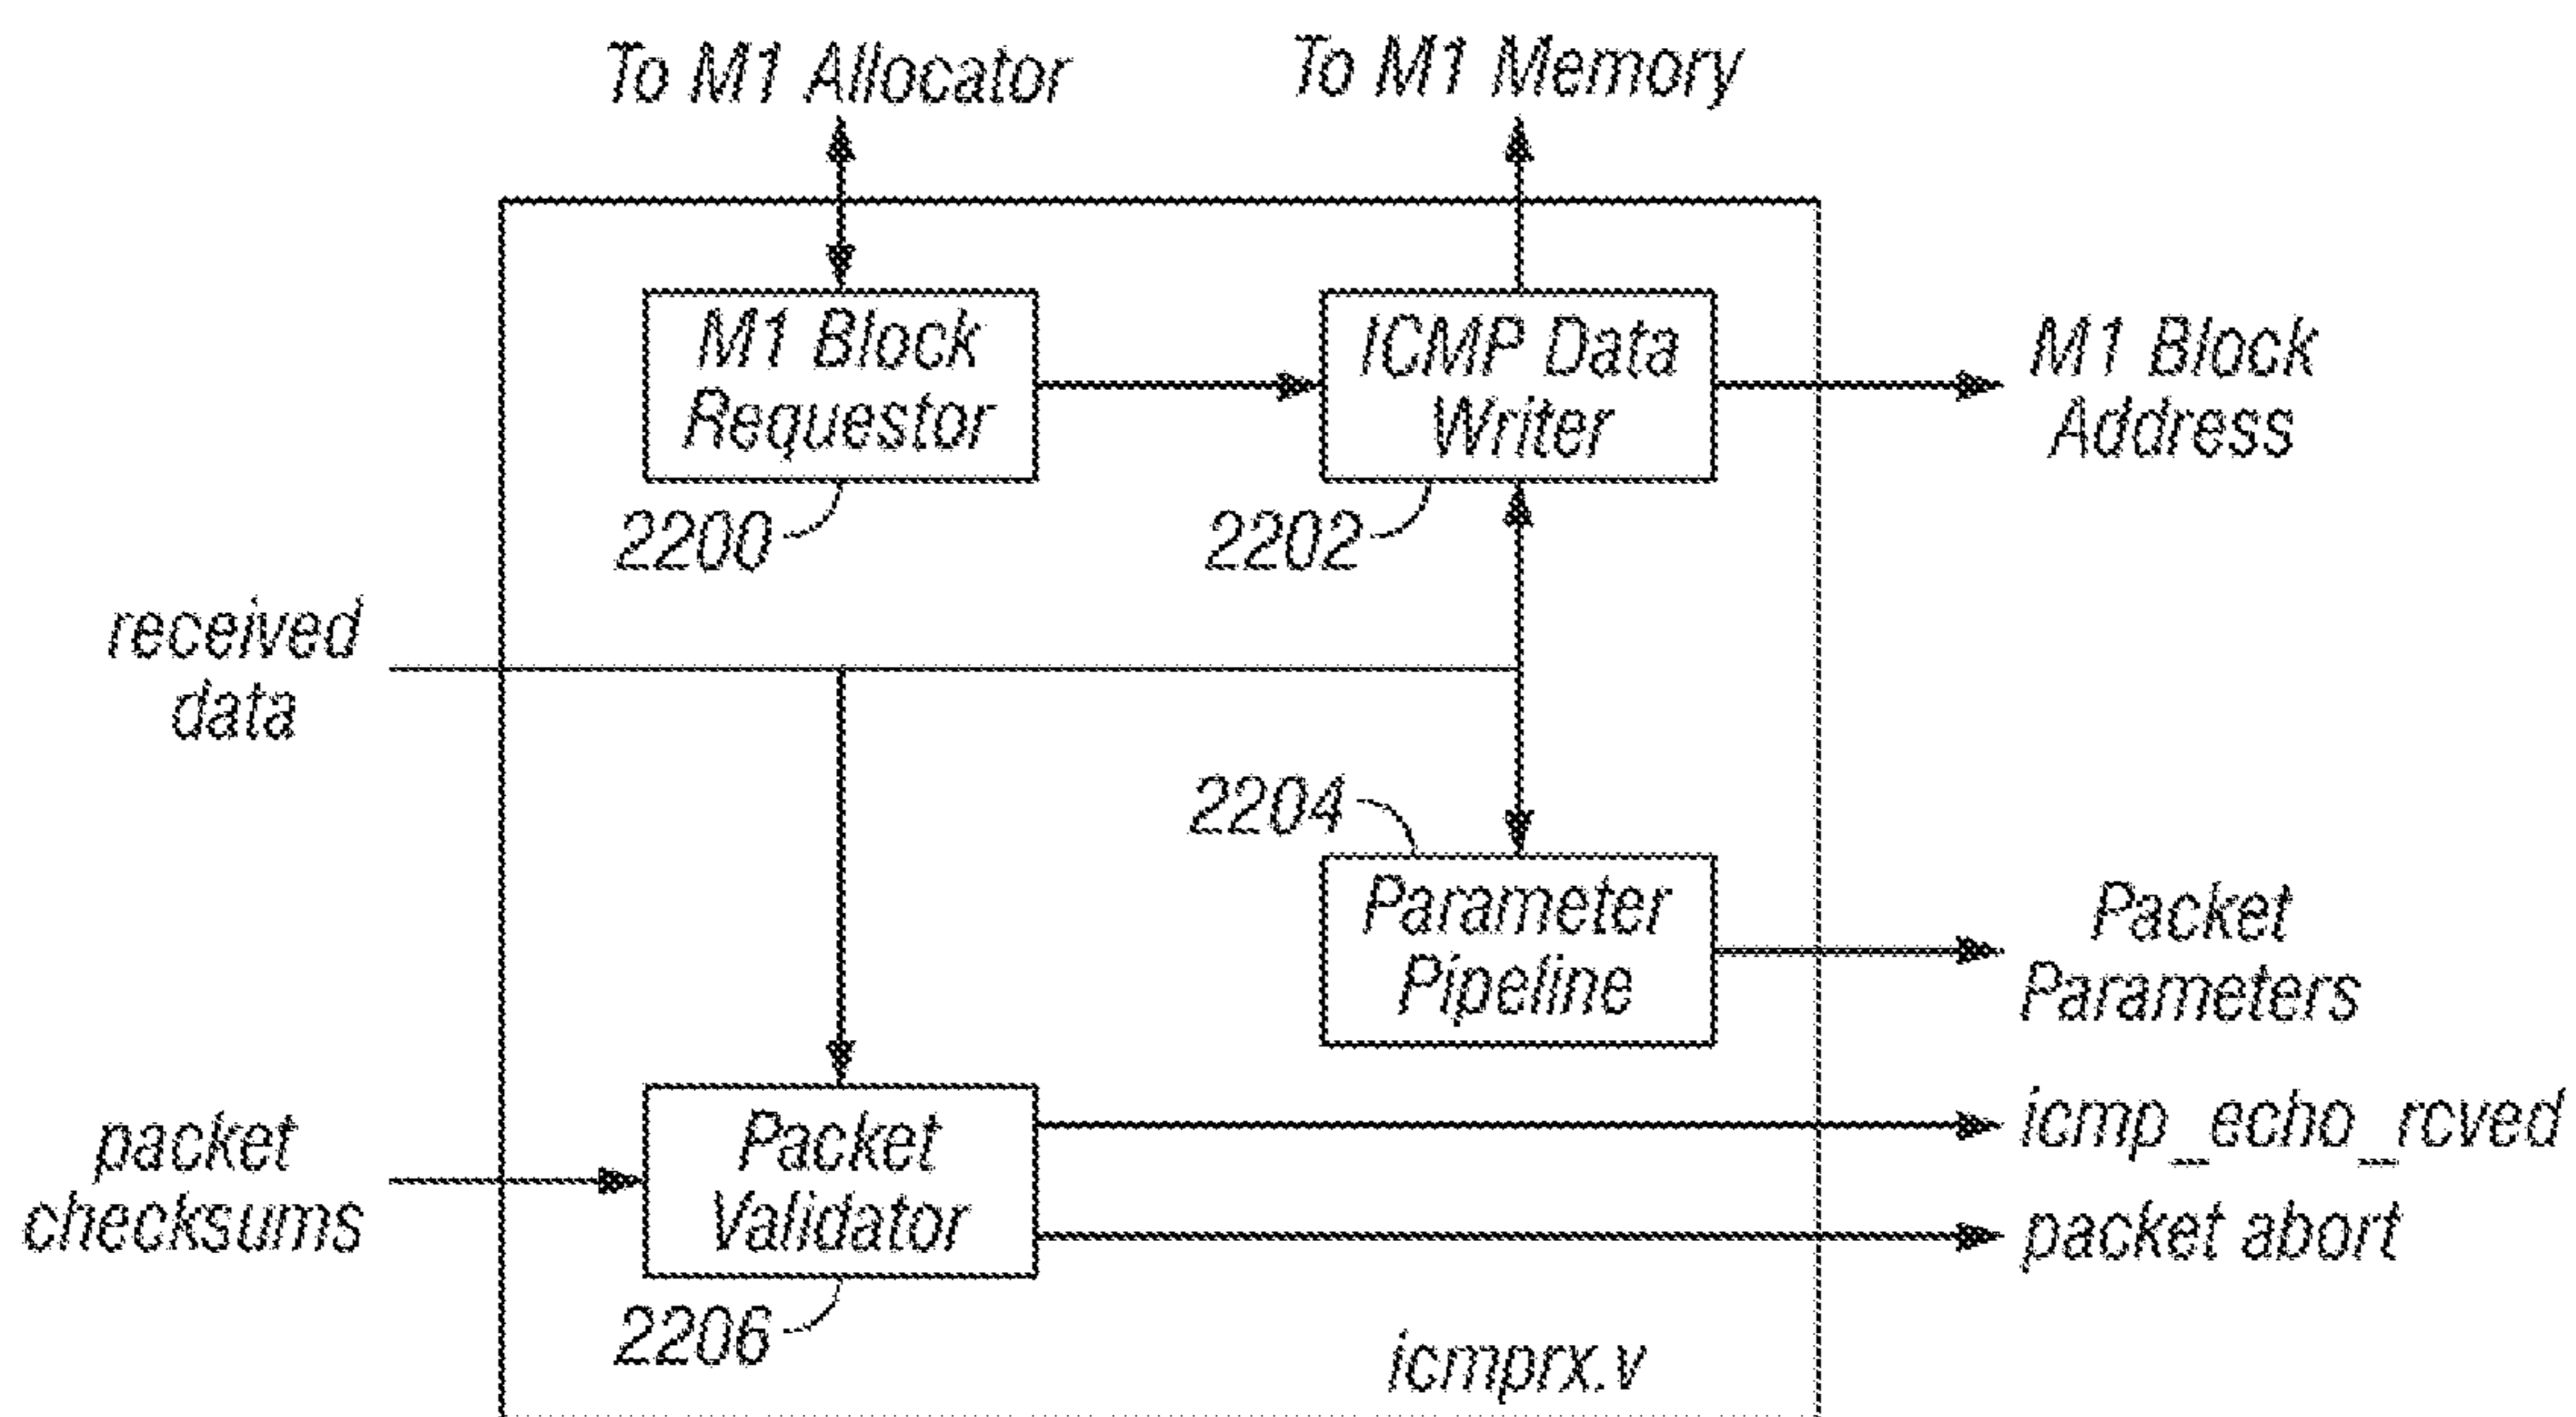 To M1 Allocator
To M1 Memory
M1 Block
Requestor
ICMP Data
Writer
M1 Block
Address
2200
2202
received
data
2204
Parameter
Pipeline
Packet
Parameters
packet
checksums
Packet
Validator
icmp_echo_rcved
packet abort
2206
icmprx.v